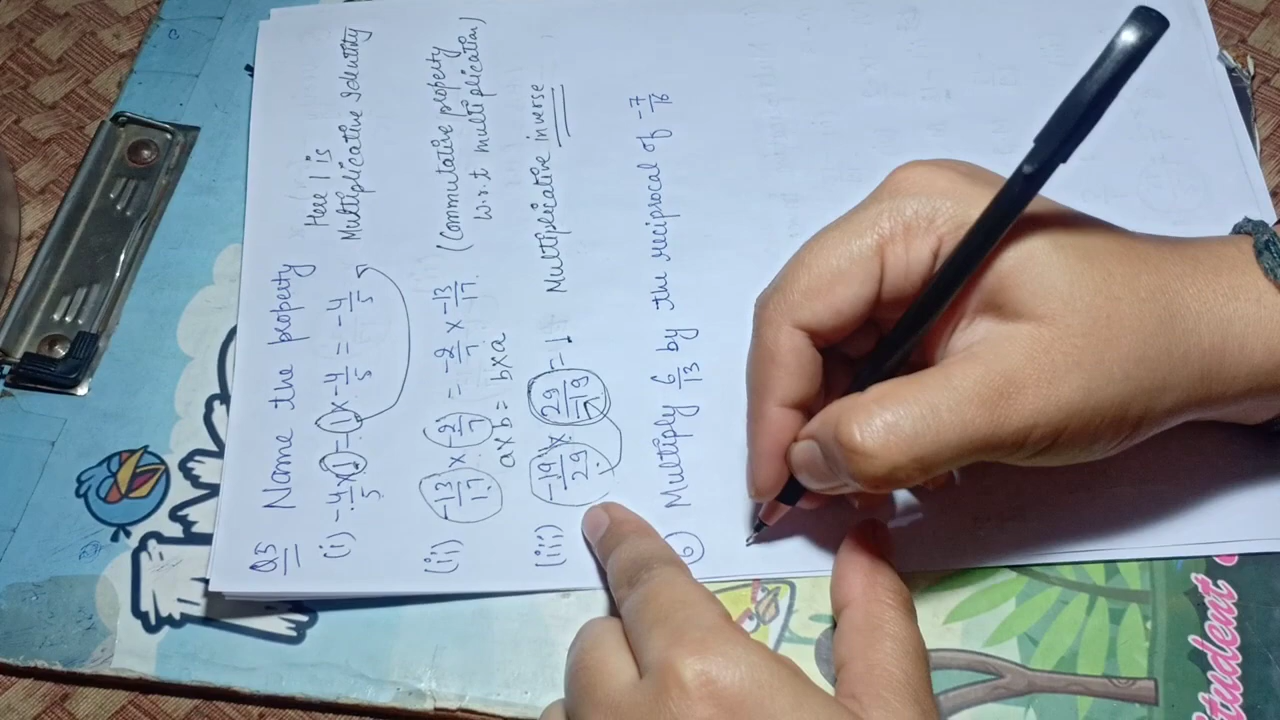 Q5 Name the property
(i) -4/5 x 1 = 1 x -4/5 = -4/5 Here 1 is
Multiplicative Identity
(ii) -13/17 x -2/7 = -2/7 x -13/17 (Commutative property
w.r.t multiplication)
a x b = b x a
(iii) -19/29 x 29/-19 = 1 Multiplicative inverse
6 Multiply 6/13 by the reciprocal of -7/16
Student